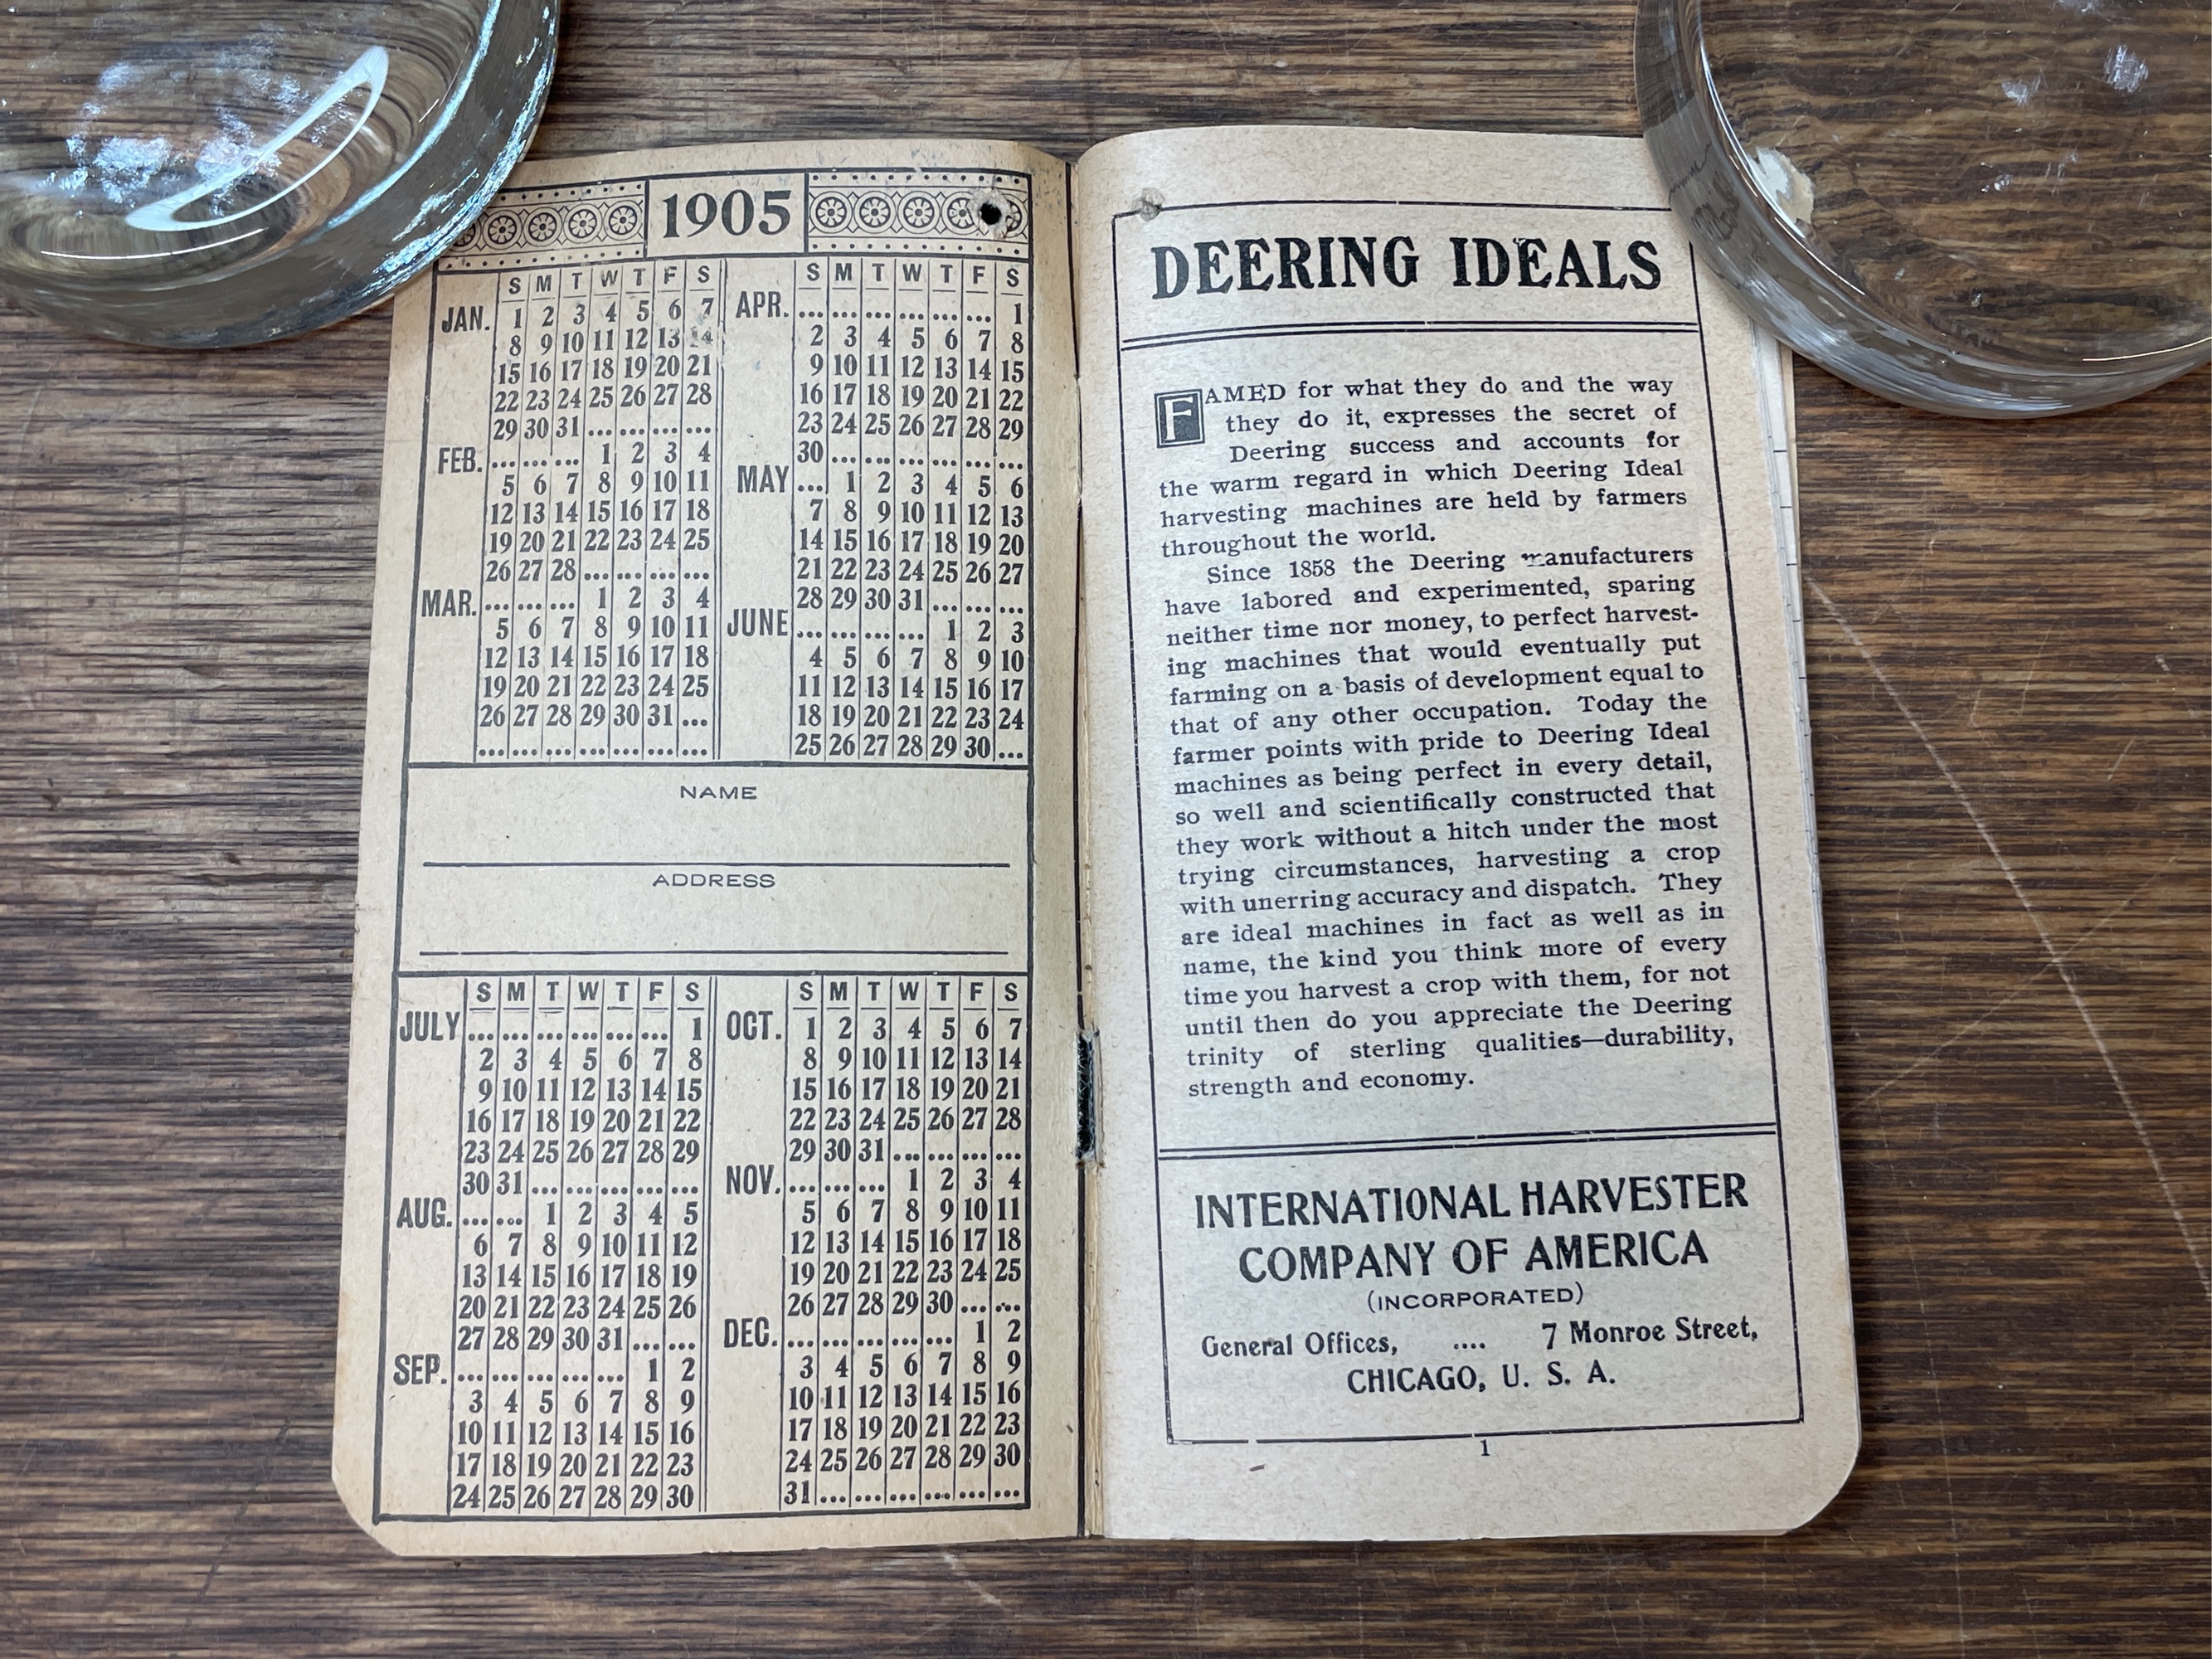 1905
S M T W T F S
JAN. 1 2 3 4 5 6 7
8 9 10 11 12 13 14
15 16 17 18 19 20 21
22 23 24 25 26 27 28
29 30 31 ... ... ... ...
FEB. ... ... ... 1 2 3 4
5 6 7 8 9 10 11
12 13 14 15 16 17 18
19 20 21 22 23 24 25
26 27 28 ... ... ... ...
MAR. ... ... ... 1 2 3 4
5 6 7 8 9 10 11
12 13 14 15 16 17 18
19 20 21 22 23 24 25
26 27 28 29 30 31 ...
... ... ... ... ... ... ...
S M T W T F S
APR. ... ... ... ... ... ... 1
2 3 4 5 6 7 8
9 10 11 12 13 14 15
16 17 18 19 20 21 22
23 24 25 26 27 28 29
30 ... ... ... ... ... ...
MAY ... 1 2 3 4 5 6
7 8 9 10 11 12 13
14 15 16 17 18 19 20
21 22 23 24 25 26 27
28 29 30 31 ... ... ...
JUNE ... ... ... ... 1 2 3
4 5 6 7 8 9 10
11 12 13 14 15 16 17
18 19 20 21 22 23 24
25 26 27 28 29 30 ...
NAME
ADDRESS
S M T W T F S
JULY ... ... ... ... ... ... 1
2 3 4 5 6 7 8
9 10 11 12 13 14 15
16 17 18 19 20 21 22
23 24 25 26 27 28 29
30 31 ... ... ... ... ...
AUG. ... ... 1 2 3 4 5
6 7 8 9 10 11 12
13 14 15 16 17 18 19
20 21 22 23 24 25 26
27 28 29 30 31 ... ...
SEP. ... ... ... ... ... 1 2
3 4 5 6 7 8 9
10 11 12 13 14 15 16
17 18 19 20 21 22 23
24 25 26 27 28 29 30
S M T W T F S
OCT. 1 2 3 4 5 6 7
8 9 10 11 12 13 14
15 16 17 18 19 20 21
22 23 24 25 26 27 28
29 30 31 ... ... ... ...
NOV. ... ... ... 1 2 3 4
5 6 7 8 9 10 11
12 13 14 15 16 17 18
19 20 21 22 23 24 25
26 27 28 29 30 ... ...
DEC. ... ... ... ... ... 1 2
3 4 5 6 7 8 9
10 11 12 13 14 15 16
17 18 19 20 21 22 23
24 25 26 27 28 29 30
31 ... ... ... ... ... ...
DEERING IDEALS
FAMED for what they do and the way
they do it, expresses the secret of
Deering success and accounts for
the warm regard in which Deering Ideal
harvesting machines are held by farmers
throughout the world.
Since 1858 the Deering manufacturers
have labored and experimented, sparing
neither time nor money, to perfect harvest-
ing machines that would eventually put
farming on a basis of development equal to
that of any other occupation. Today the
farmer points with pride to Deering Ideal
machines as being perfect in every detail,
so well and scientifically constructed that
they work without a hitch under the most
trying circumstances, harvesting a crop
with unerring accuracy and dispatch. They
are ideal machines in fact as well as in
name, the kind you think more of every
time you harvest a crop with them, for not
until then do you appreciate the Deering
trinity of sterling qualities—durability,
strength and economy.
INTERNATIONAL HARVESTER
COMPANY OF AMERICA
(INCORPORATED)
General Offices, .... 7 Monroe Street,
CHICAGO, U. S. A.
1